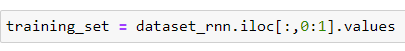 training_set = dataset_rnn.iloc[:,0:1].values